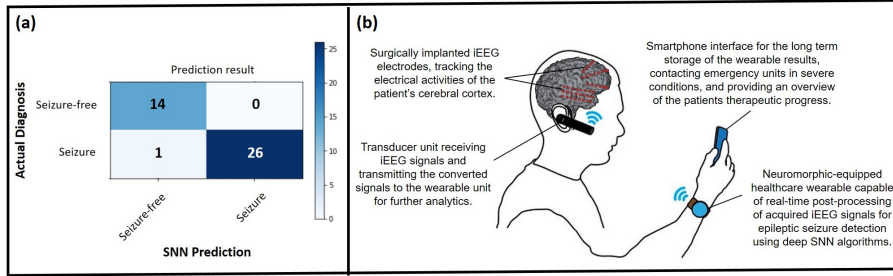 (a)
Prediction result
Actual Diagnosis
Seizure-free
14
0
Seizure
1
26
Seizure-free
Seizure
SNN Prediction
25
20
15
10
5
0
(b)
Surgically implanted iEEG
electrodes, tracking the
electrical activities of the
patient's cerebral cortex.
Transducer unit receiving
iEEG signals and
transmitting the converted
signals to the wearable unit
for further analytics.
Smartphone interface for the long term
storage of the wearable results,
contacting emergency units in severe
conditions, and providing an overview
of the patients therapeutic progress.
Neuromorphic-equipped
healthcare wearable capable
of real-time post-processing
of acquired iEEG signals for
epileptic seizure detection
using deep SNN algorithms.